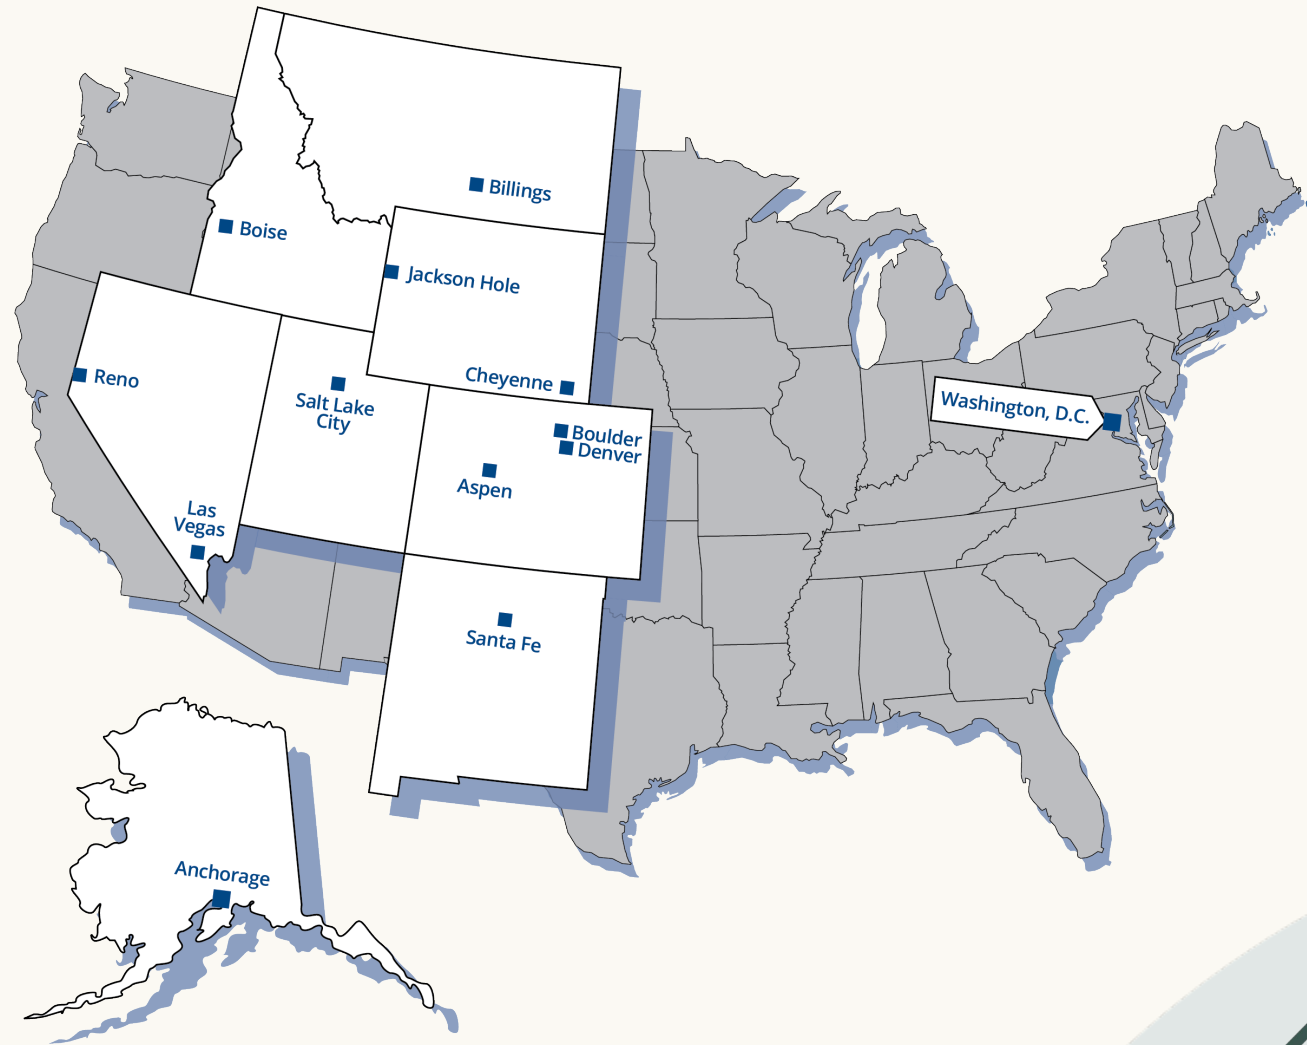 Billings
Boise
Jackson Hole
Reno
Cheyenne
Salt Lake
City
Washington, D.C.
Boulder
Denver
Aspen
Las
Vegas
Santa Fe
Anchorage